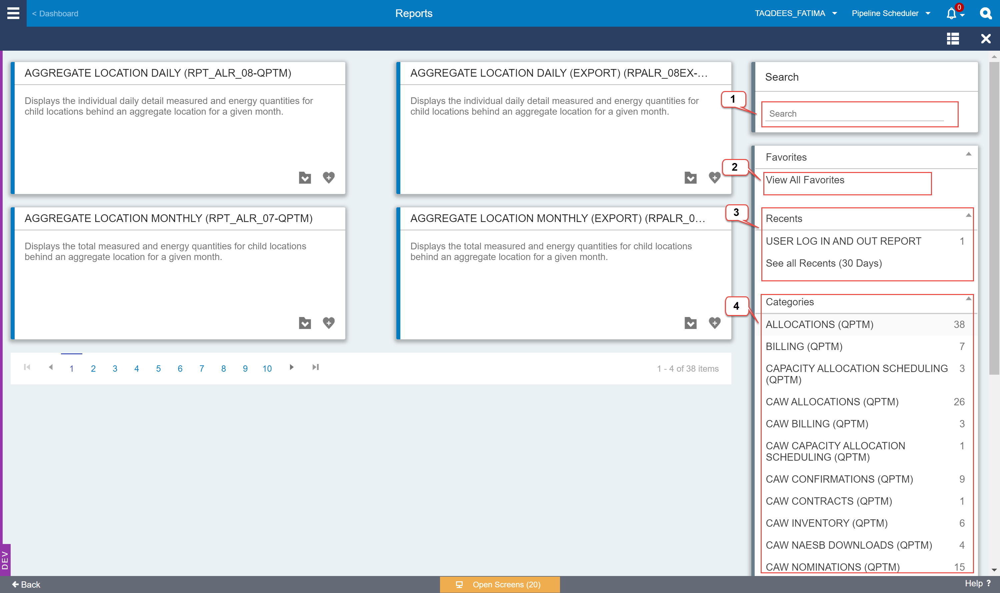 < Dashboard
Reports
TAQDEES_FATIMA
Pipeline Scheduler
0
AGGREGATE LOCATION DAILY (RPT_ALR_08-QPTM)
Displays the individual daily detail measured and energy quantities for
child locations behind an aggregate location for a given month.
AGGREGATE LOCATION DAILY (EXPORT) (RPALR_08EX-...
Displays the individual daily detail measured and energy quantities for
child locations behind an aggregate location for a given month.
AGGREGATE LOCATION MONTHLY (RPT_ALR_07-QPTM)
Displays the total measured and energy quantities for child locations
behind an aggregate location for a given month.
AGGREGATE LOCATION MONTHLY (EXPORT) (RPALR_0...
Displays the total measured and energy quantities for child locations
behind an aggregate location for a given month.
1 2 3 4 5 6 7 8 9 10
1 - 4 of 38 items
Search
1
Search
Favorites
2
View All Favorites
3
Recents
USER LOG IN AND OUT REPORT 1
See all Recents (30 Days)
4
Categories
ALLOCATIONS (QPTM) 38
BILLING (QPTM) 7
CAPACITY ALLOCATION SCHEDULING 3
(QPTM)
CAW ALLOCATIONS (QPTM) 26
CAW BILLING (QPTM) 3
CAW CAPACITY ALLOCATION 1
SCHEDULING (QPTM)
CAW CONFIRMATIONS (QPTM) 9
CAW CONTRACTS (QPTM) 1
CAW INVENTORY (QPTM) 6
CAW NAESB DOWNLOADS (QPTM) 4
CAW NOMINATIONS (QPTM) 15
DEV
Back
Open Screens (20)
Help ?